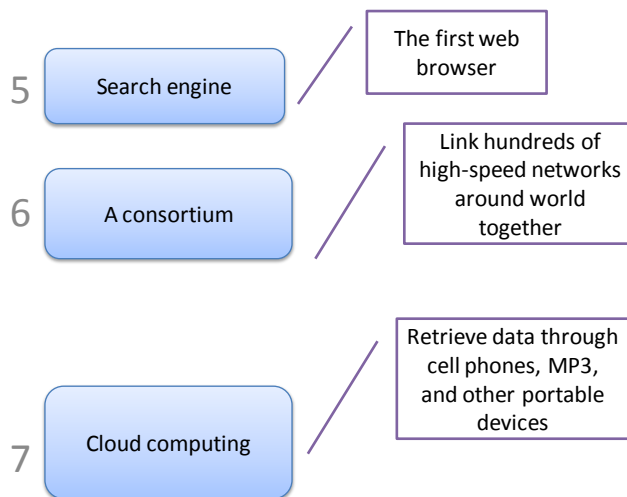 The first web
browser
5
Search engine
Link hundreds of
high-speed networks
around world
together
6
A consortium
Retrieve data through
cell phones, MP3,
and other portable
devices
7
Cloud computing